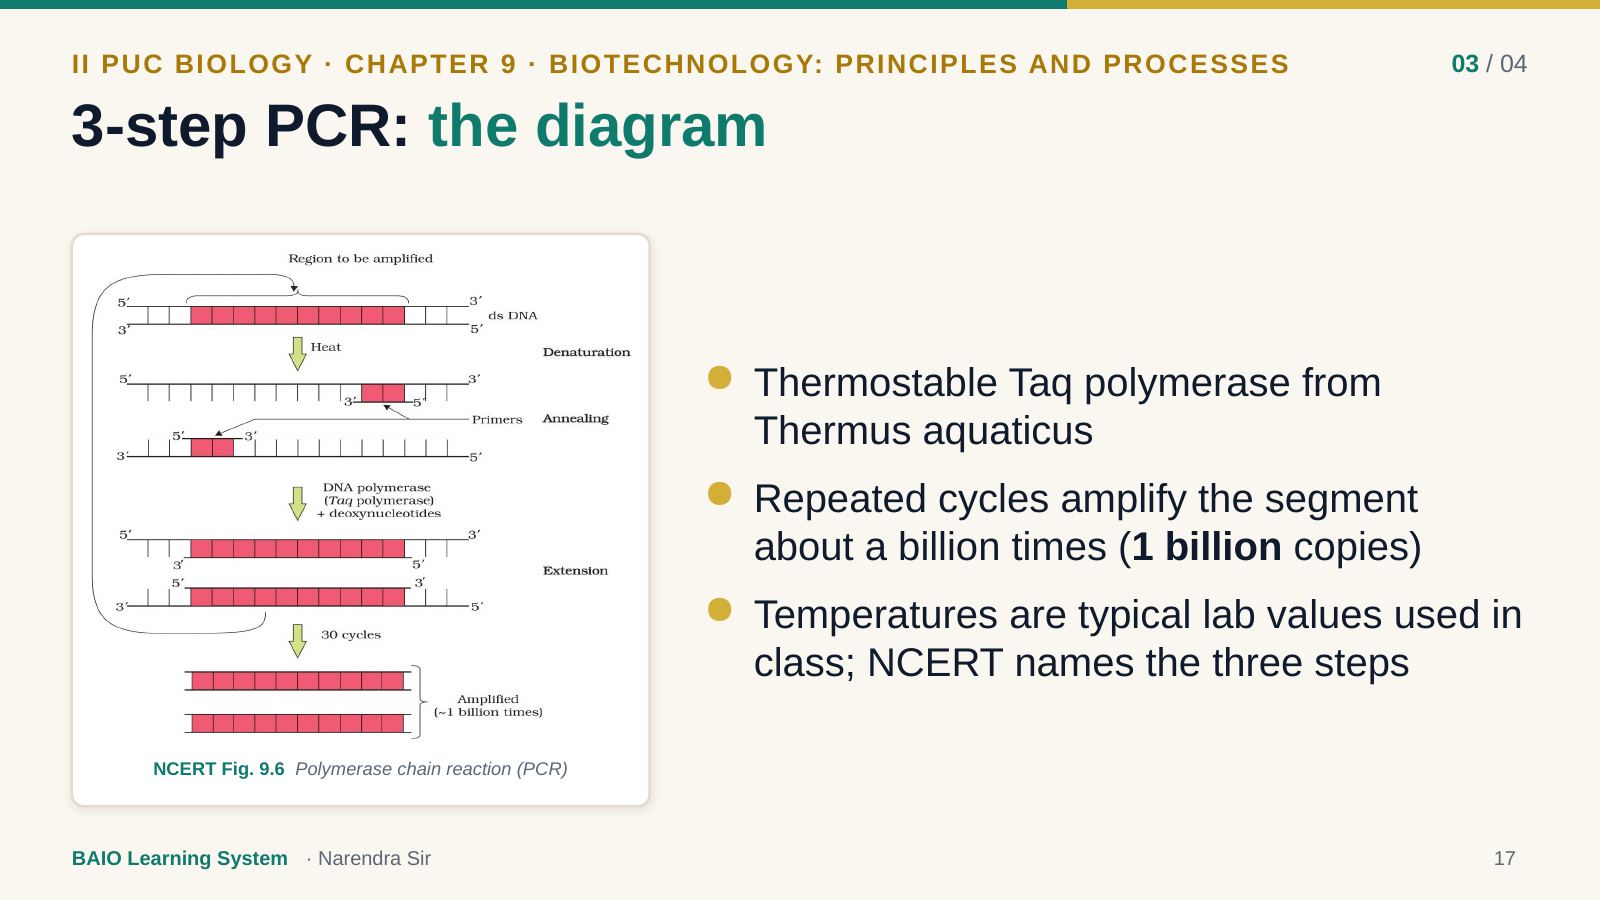 II PUC BIOLOGY · CHAPTER 9 · BIOTECHNOLOGY: PRINCIPLES AND PROCESSES
03 / 04
3-step PCR: the diagram
Region to be amplified
5′ 3′
ds DNA
3′ 5′
Heat
Denaturation
5′ 3′
3′ 5′
Primers Annealing
5′ 3′
3′ 5′
DNA polymerase
(Taq polymerase)
+ deoxynucleotides
5′ 3′
3′ 5′
Extension
5′ 3′
3′ 5′
30 cycles
Amplified
(~1 billion times)
NCERT Fig. 9.6 Polymerase chain reaction (PCR)
Thermostable Taq polymerase from
Thermus aquaticus
Repeated cycles amplify the segment
about a billion times (1 billion copies)
Temperatures are typical lab values used in
class; NCERT names the three steps
BAIO Learning System · Narendra Sir
17